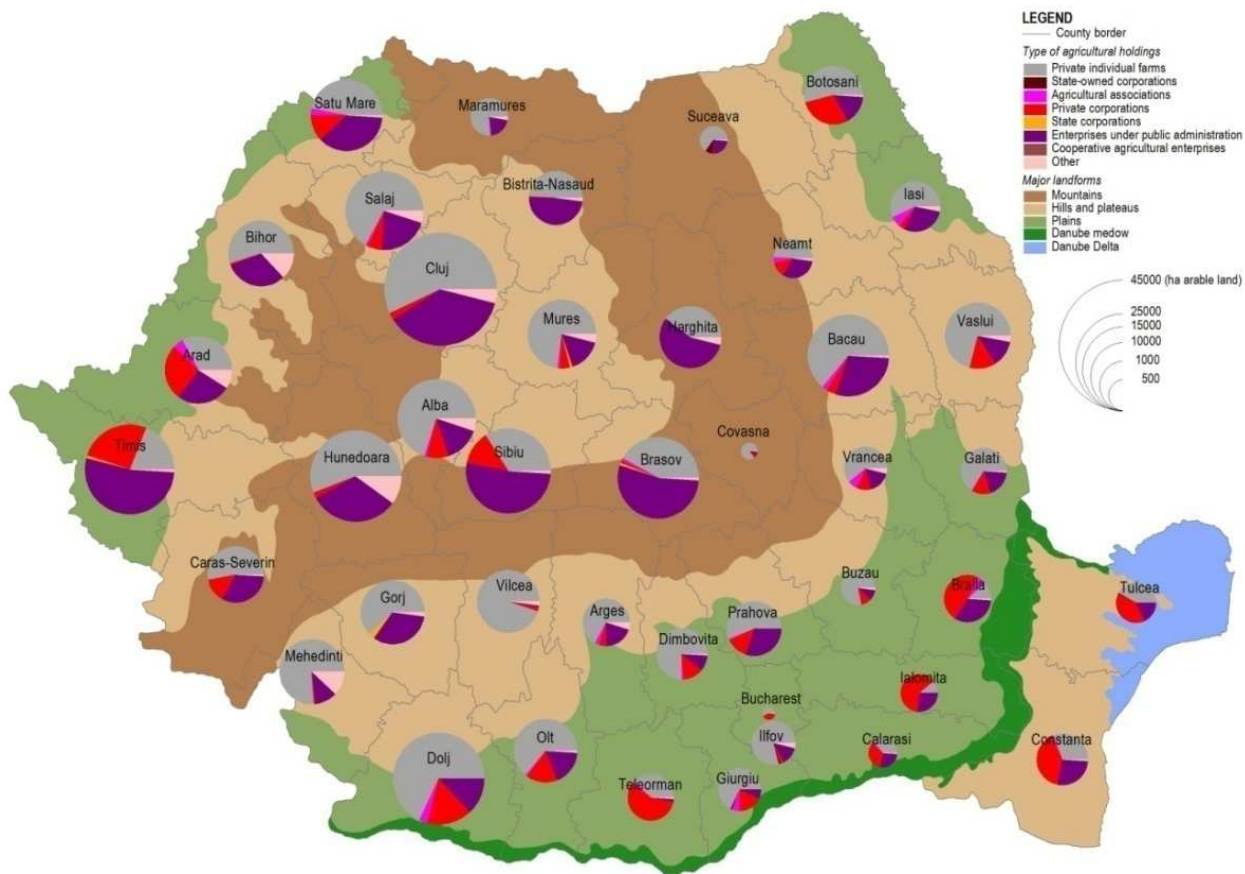 LEGEND
County border
Type of agricultural holdings
Private individual farms
State-owned corporations
Agricultural associations
Private corporations
State corporations
Enterprises under public administration
Cooperative agricultural enterprises
Other
Major landforms
Mountains
Hills and plateaus
Plains
Danube medow
Danube Delta
45000 (ha arable land)
25000
15000
10000
1000
500
Satu Mare
Maramures
Botosani
Suceava
Salaj
Bistrita-Nasaud
Iasi
Bihor
Neamt
Cluj
Mures
Harghita
Bacau
Vaslui
Arad
Alba
Covasna
Timis
Hunedoara
Sibiu
Brasov
Vrancea
Galati
Caras-Severin
Gorj
Vilcea
Arges
Prahova
Buzau
Braila
Tulcea
Mehedinti
Dimbovita
Ialomita
Bucharest
Dolj
Olt
Ilfov
Calarasi
Constanta
Teleorman
Giurgiu